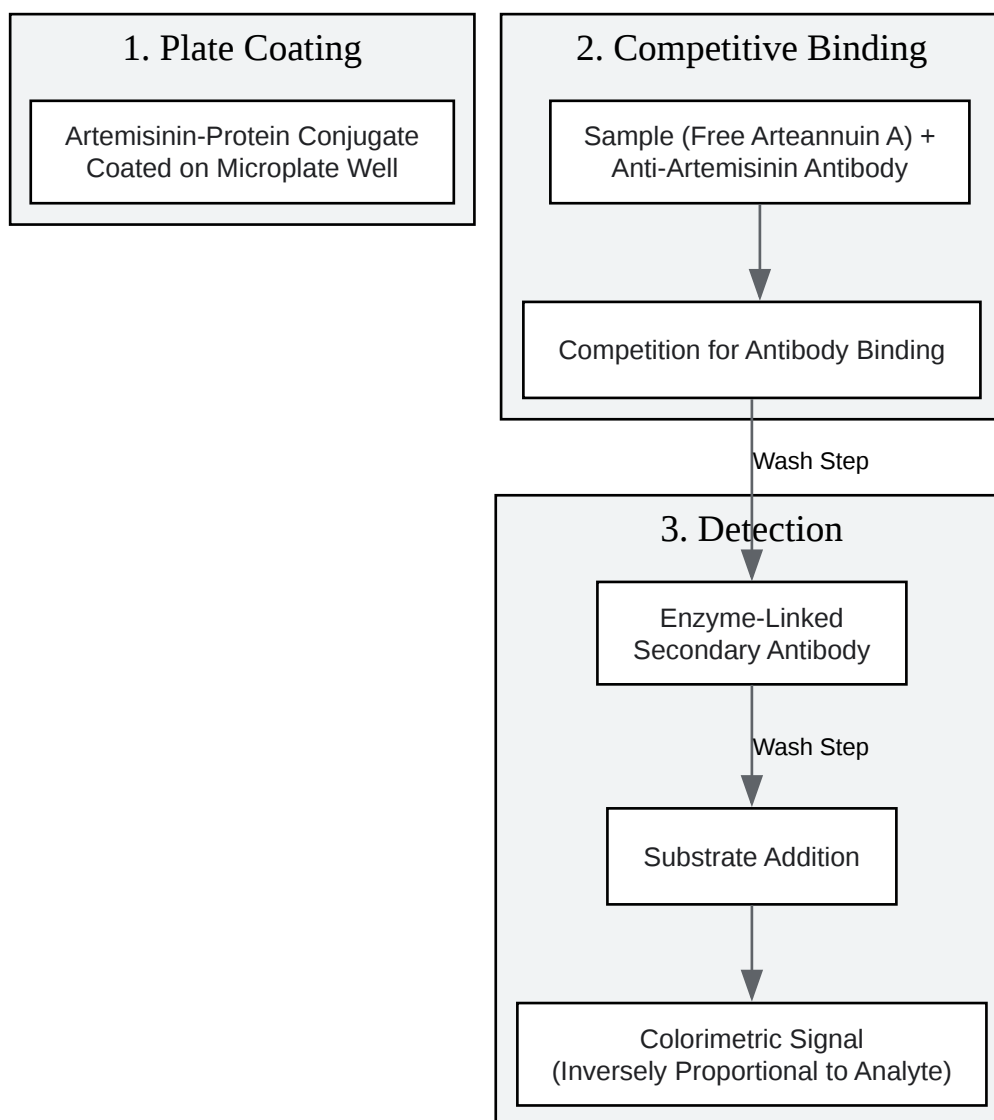 1. Plate Coating
Artemisinin-Protein Conjugate
Coated on Microplate Well
2. Competitive Binding
Sample (Free Arteannuin A) +
Anti-Artemisinin Antibody
Competition for Antibody Binding
Wash Step
3. Detection
Enzyme-Linked
Secondary Antibody
Wash Step
Substrate Addition
Colorimetric Signal
(Inversely Proportional to Analyte)